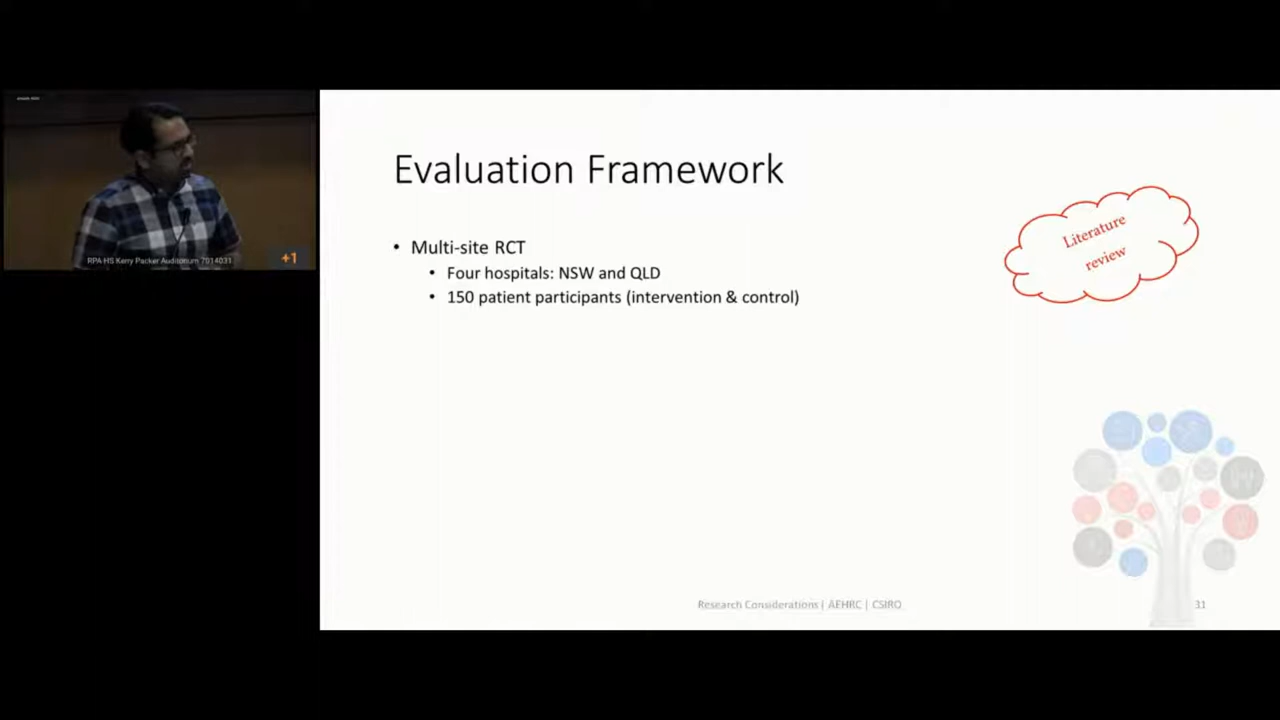 RPA HS Kerry Packer Auditorium 7014031
+1
Evaluation Framework
• Multi-site RCT
• Four hospitals: NSW and QLD
• 150 patient participants (intervention & control)
Literature
review
Research Considerations | AEHRC | CSIRO
31